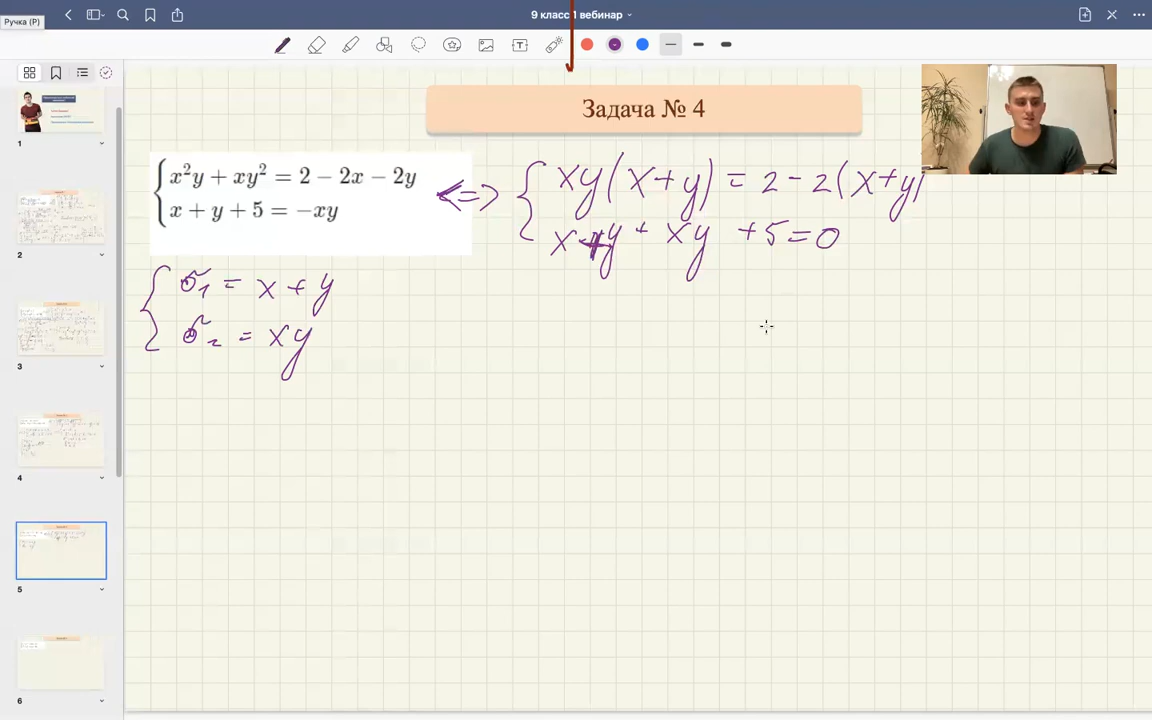 Ручка (P)
9 класс 1 вебинар
Задача № 4
x²y + xy² = 2 − 2x − 2y
x + y + 5 = −xy
<=>
xy(x+y) = 2 - 2(x+y)
x+y + xy +5=0
σ₁ = x + y
σ₂ = xy
1
2
3
4
5
6